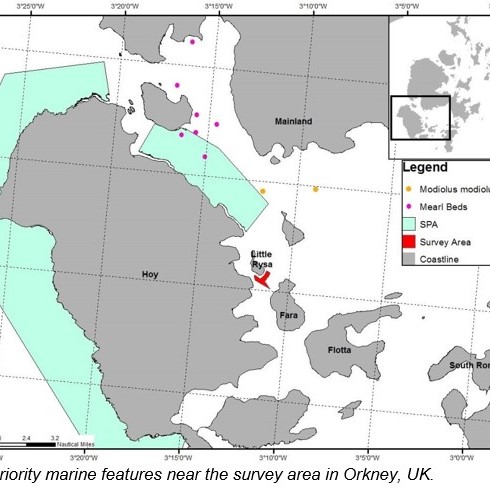 3°25'0"W 3°20'0"W 3°15'0"W 3°10'0"W
Mainland
Legend
Modiolus modiolu
Mearl Beds
SPA
Survey Area
Coastline
Little
Rysa
Hoy
Fara
Flotta
South Ron
2.4 3.2
Nautical Miles
3°20'0"W 3°15'0"W 3°10'0"W 3°5'0"W 3°0'0"W
riority marine features near the survey area in Orkney, UK.